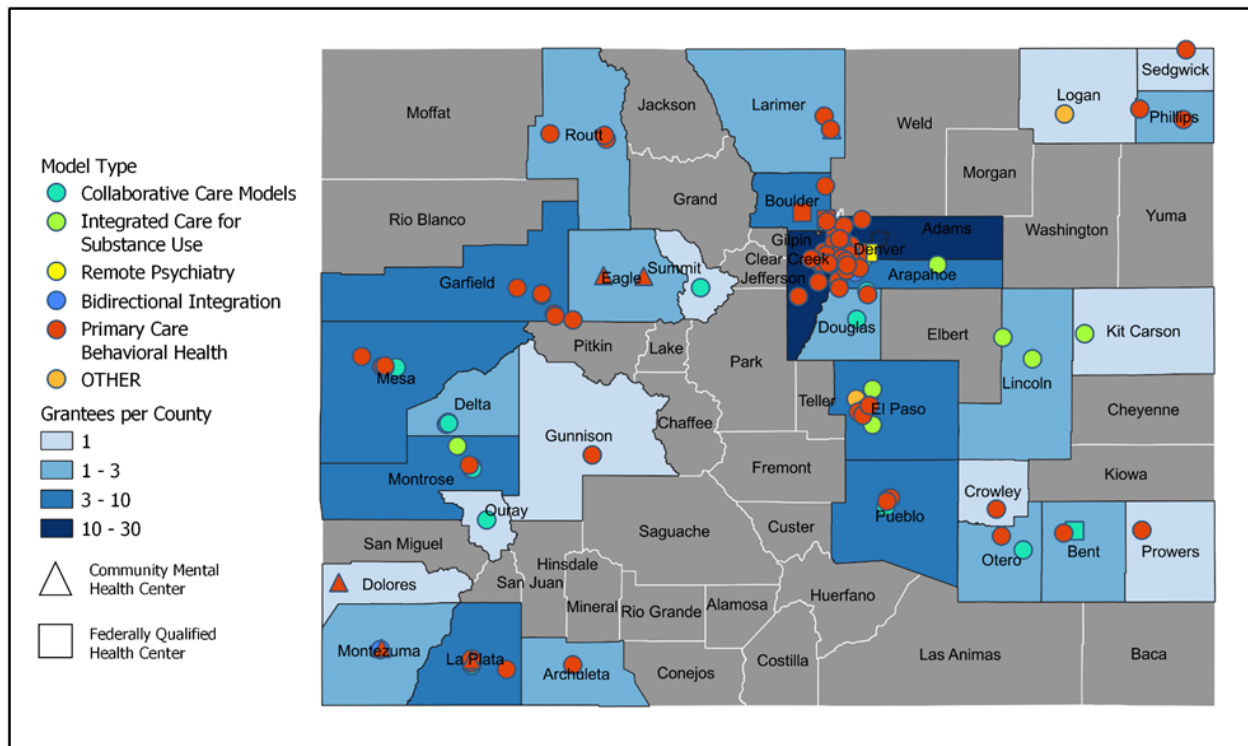 Model Type
Collaborative Care Models
Integrated Care for
Substance Use
Remote Psychiatry
Bidirectional Integration
Primary Care
Behavioral Health
OTHER
Grantees per County
1
1 - 3
3 - 10
10 - 30
Community Mental
Health Center
Federally Qualified
Health Center
Moffat
Routt
Jackson
Larimer
Weld
Logan
Sedgwick
Phillips
Morgan
Rio Blanco
Grand
Boulder
Washington
Yuma
Gilpin
Adams
Denver
Clear Creek
Jefferson
Arapahoe
Garfield
Eagle
Summit
Douglas
Elbert
Kit Carson
Pitkin
Lake
Park
Lincoln
Mesa
Delta
Teller
El Paso
Cheyenne
Gunnison
Chaffee
Fremont
Kiowa
Montrose
Crowley
Ouray
Pueblo
Saguache
Custer
San Miguel
Otero
Bent
Prowers
Hinsdale
Dolores
San Juan
Mineral
Rio Grande
Alamosa
Huerfano
Montezuma
La Plata
Archuleta
Conejos
Costilla
Las Animas
Baca